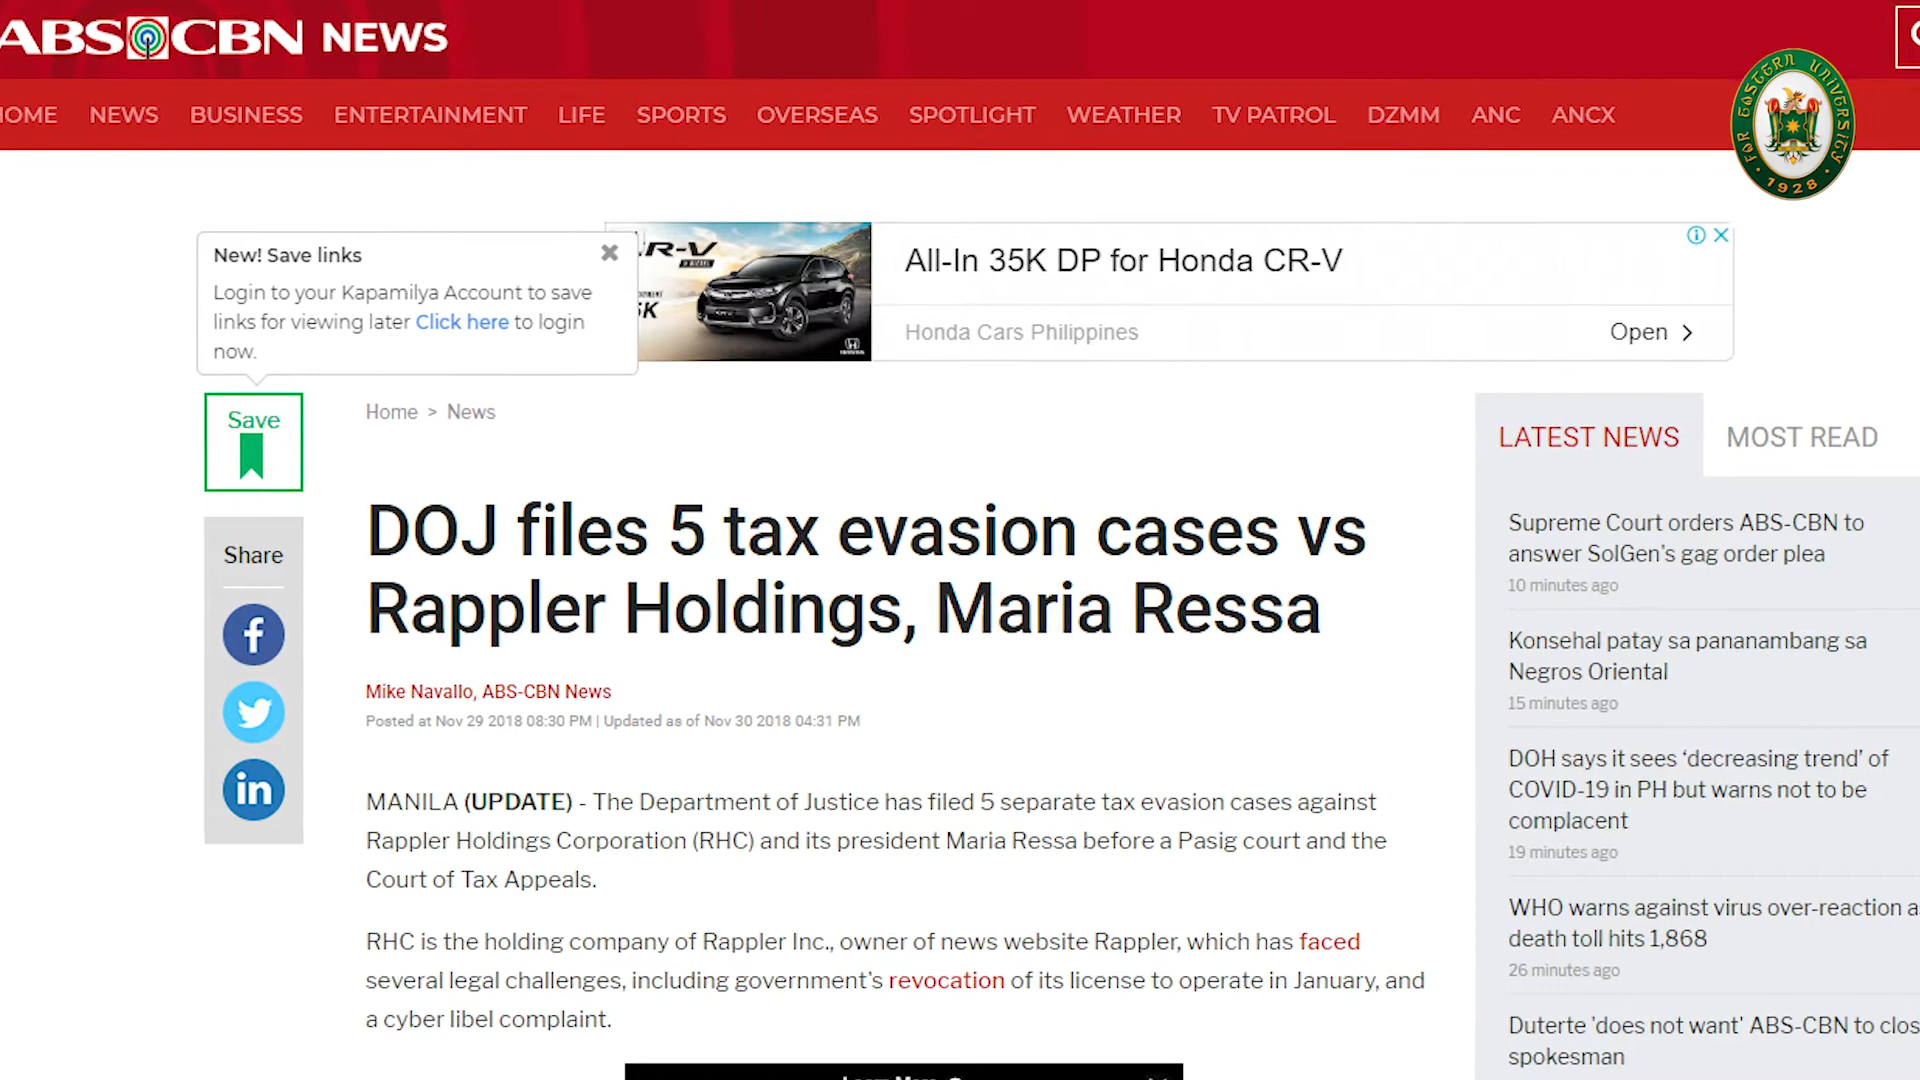 ABS CBN NEWS
HOME NEWS BUSINESS ENTERTAINMENT LIFE SPORTS OVERSEAS SPOTLIGHT WEATHER TV PATROL DZMM ANC ANCX
FAR EASTERN UNIVERSITY
1928
New! Save links
Login to your Kapamilya Account to save
links for viewing later Click here to login
now.
CR-V
All-In 35K DP for Honda CR-V
Honda Cars Philippines
Open
Save
Home > News
Share
DOJ files 5 tax evasion cases vs
Rappler Holdings, Maria Ressa
Mike Navallo, ABS-CBN News
Posted at Nov 29 2018 08:30 PM | Updated as of Nov 30 2018 04:31 PM
MANILA (UPDATE) - The Department of Justice has filed 5 separate tax evasion cases against
Rappler Holdings Corporation (RHC) and its president Maria Ressa before a Pasig court and the
Court of Tax Appeals.
RHC is the holding company of Rappler Inc., owner of news website Rappler, which has faced
several legal challenges, including government's revocation of its license to operate in January, and
a cyber libel complaint.
LATEST NEWS
MOST READ
Supreme Court orders ABS-CBN to
answer SolGen's gag order plea
10 minutes ago
Konsehal patay sa pananambang sa
Negros Oriental
15 minutes ago
DOH says it sees ‘decreasing trend’ of
COVID-19 in PH but warns not to be
complacent
19 minutes ago
WHO warns against virus over-reaction
death toll hits 1,868
26 minutes ago
Duterte 'does not want' ABS-CBN to
spokesman